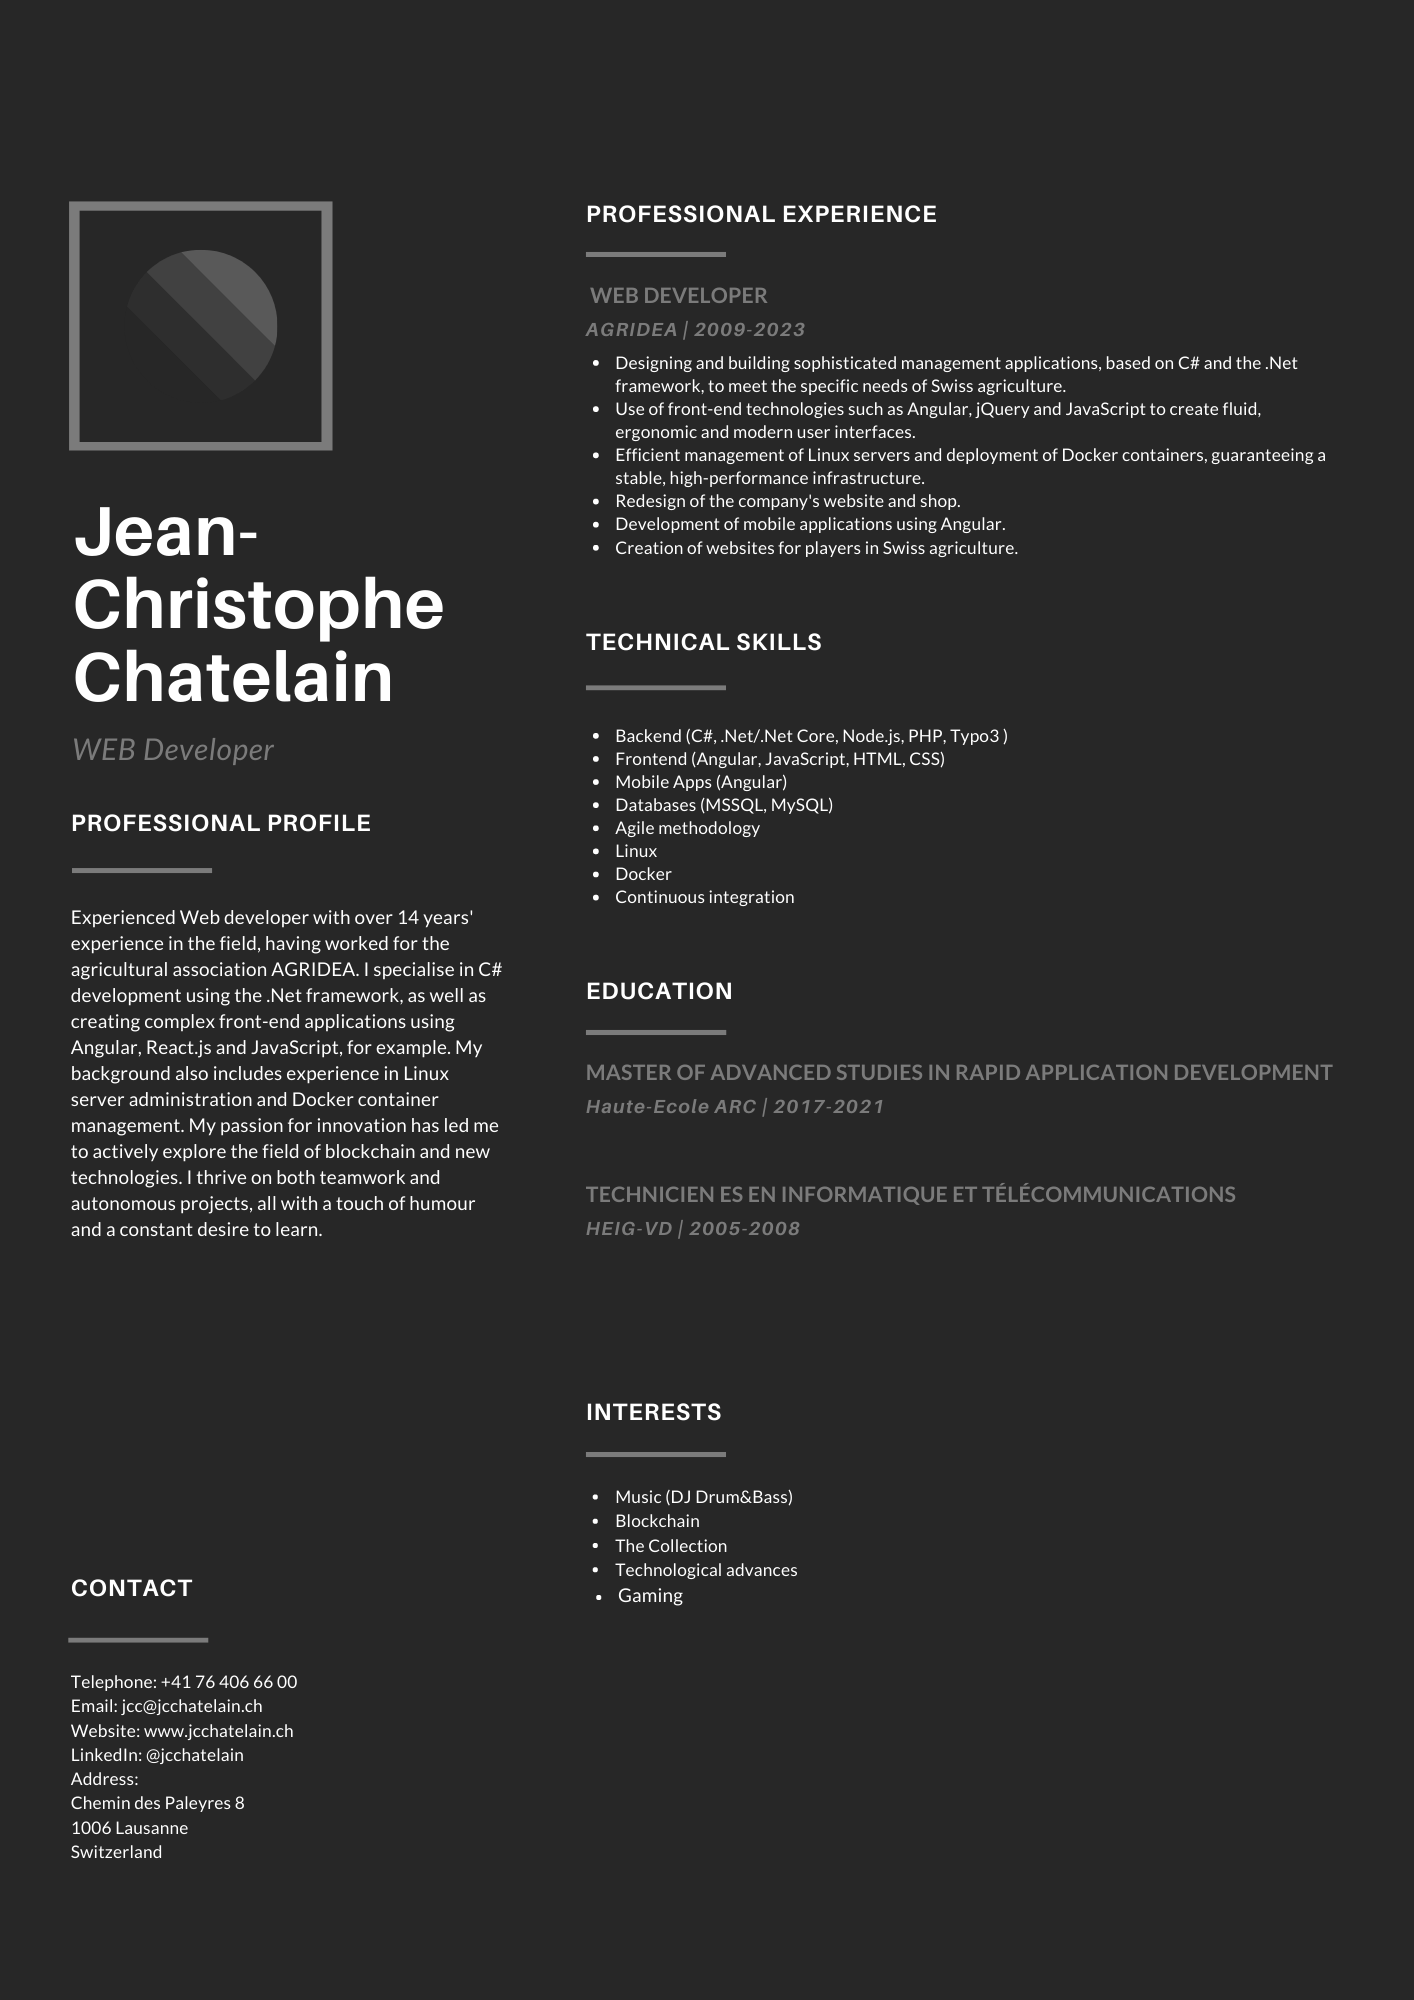 Jean-
Christophe
Chatelain
WEB Developer
PROFESSIONAL PROFILE
Experienced Web developer with over 14 years'
experience in the field, having worked for the
agricultural association AGRIDEA. I specialise in C#
development using the .Net framework, as well as
creating complex front-end applications using
Angular, React.js and JavaScript, for example. My
background also includes experience in Linux
server administration and Docker container
management. My passion for innovation has led me
to actively explore the field of blockchain and new
technologies. I thrive on both teamwork and
autonomous projects, all with a touch of humour
and a constant desire to learn.
CONTACT
Telephone: +41 76 406 66 00
Email: jcc@jcchatelain.ch
Website: www.jcchatelain.ch
LinkedIn: @jcchatelain
Address:
Chemin des Paleyres 8
1006 Lausanne
Switzerland
PROFESSIONAL EXPERIENCE
WEB DEVELOPER
AGRIDEA | 2009-2023
• Designing and building sophisticated management applications, based on C# and the .Net
framework, to meet the specific needs of Swiss agriculture.
• Use of front-end technologies such as Angular, jQuery and JavaScript to create fluid,
ergonomic and modern user interfaces.
• Efficient management of Linux servers and deployment of Docker containers, guaranteeing a
stable, high-performance infrastructure.
• Redesign of the company's website and shop.
• Development of mobile applications using Angular.
• Creation of websites for players in Swiss agriculture.
TECHNICAL SKILLS
• Backend (C#, .Net/.Net Core, Node.js, PHP, Typo3 )
• Frontend (Angular, JavaScript, HTML, CSS)
• Mobile Apps (Angular)
• Databases (MSSQL, MySQL)
• Agile methodology
• Linux
• Docker
• Continuous integration
EDUCATION
MASTER OF ADVANCED STUDIES IN RAPID APPLICATION DEVELOPMENT
Haute-Ecole ARC | 2017-2021
TECHNICIEN ES EN INFORMATIQUE ET TÉLÉCOMMUNICATIONS
HEIG-VD | 2005-2008
INTERESTS
• Music (DJ Drum&Bass)
• Blockchain
• The Collection
• Technological advances
• Gaming